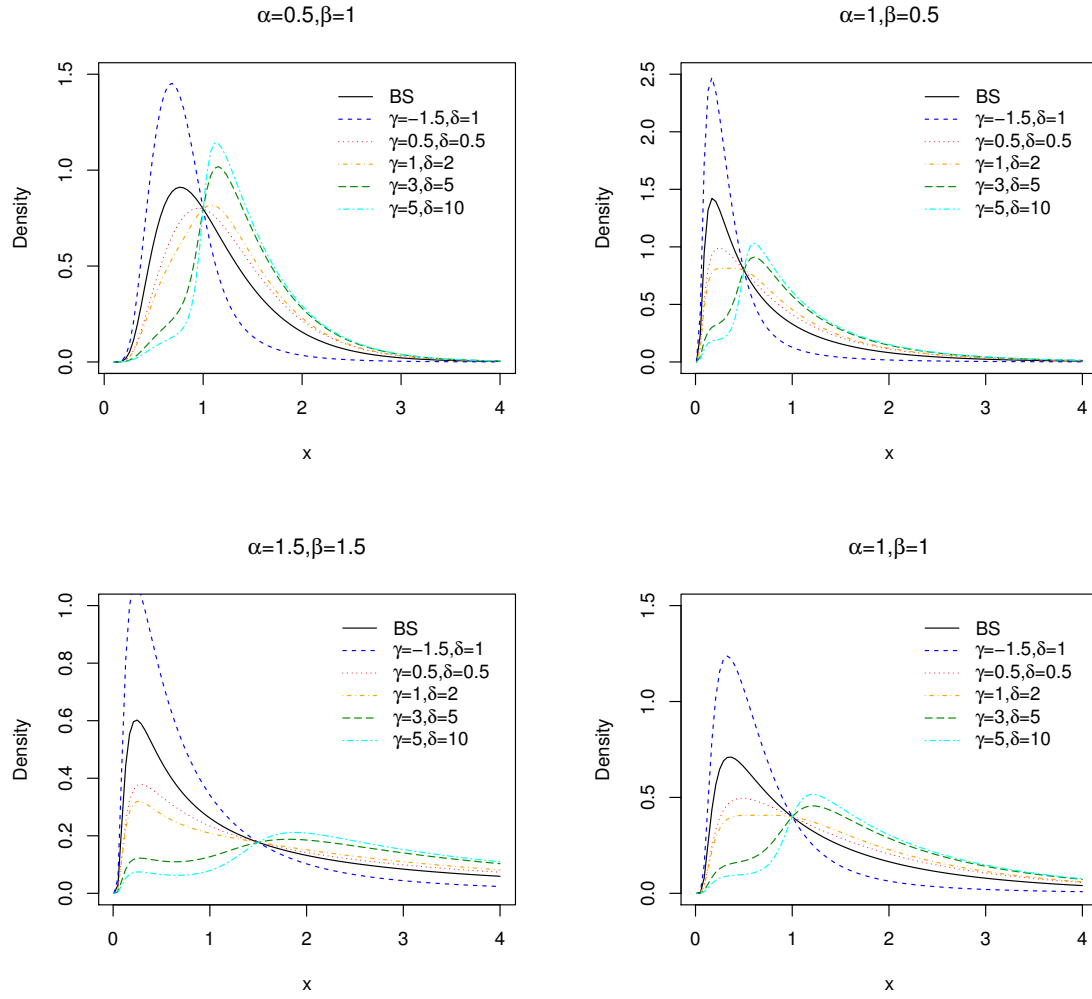 α=0.5,β=1
Density
0.0
0.5
1.0
1.5
BS
γ=−1.5,δ=1
γ=0.5,δ=0.5
γ=1,δ=2
γ=3,δ=5
γ=5,δ=10
0 1 2 3 4
x
α=1,β=0.5
Density
0.0
0.5
1.0
1.5
2.0
2.5
BS
γ=−1.5,δ=1
γ=0.5,δ=0.5
γ=1,δ=2
γ=3,δ=5
γ=5,δ=10
0 1 2 3 4
x
α=1.5,β=1.5
Density
0.0
0.2
0.4
0.6
0.8
1.0
BS
γ=−1.5,δ=1
γ=0.5,δ=0.5
γ=1,δ=2
γ=3,δ=5
γ=5,δ=10
0 1 2 3 4
x
α=1,β=1
Density
0.0
0.5
1.0
1.5
BS
γ=−1.5,δ=1
γ=0.5,δ=0.5
γ=1,δ=2
γ=3,δ=5
γ=5,δ=10
0 1 2 3 4
x